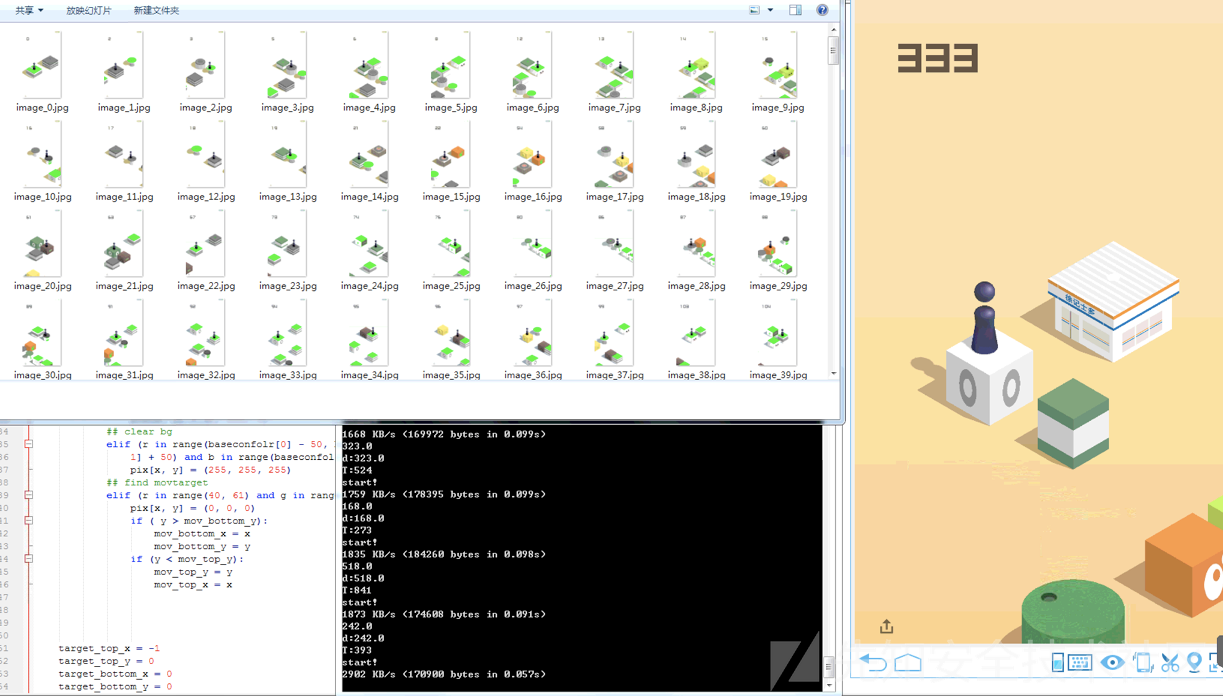 共享
放映幻灯片
新建文件夹
image_0.jpg
image_1.jpg
image_2.jpg
image_3.jpg
image_4.jpg
image_5.jpg
image_6.jpg
image_7.jpg
image_8.jpg
image_9.jpg
image_10.jpg
image_11.jpg
image_12.jpg
image_13.jpg
image_14.jpg
image_15.jpg
image_16.jpg
image_17.jpg
image_18.jpg
image_19.jpg
image_20.jpg
image_21.jpg
image_22.jpg
image_23.jpg
image_24.jpg
image_25.jpg
image_26.jpg
image_27.jpg
image_28.jpg
image_29.jpg
image_30.jpg
image_31.jpg
image_32.jpg
image_33.jpg
image_34.jpg
image_35.jpg
image_36.jpg
image_37.jpg
image_38.jpg
image_39.jpg
## clear bg
elif (r in range(baseconfolr[0] - 50,
1] + 50) and b in range(baseconfol
pix[x, y] = (255, 255, 255)
## find movtarget
elif (r in range(40, 61) and g in rang
pix[x, y] = (0, 0, 0)
if ( y > mov_bottom_y):
mov_bottom_x = x
mov_bottom_y = y
if (y < mov_top_y):
mov_top_y = y
mov_top_x = x
target_top_x = -1
target_top_y = 0
target_bottom_x = 0
target_bottom_y = 0
1668 KB/s (169972 bytes in 0.099s)
323.0
d:323.0
T:524
start!
1759 KB/s (178395 bytes in 0.099s)
168.0
d:168.0
T:273
start!
1835 KB/s (184260 bytes in 0.098s)
518.0
d:518.0
T:841
start!
1873 KB/s (174608 bytes in 0.091s)
242.0
d:242.0
T:393
start!
2902 KB/s (170900 bytes in 0.057s)
333
徐记士多